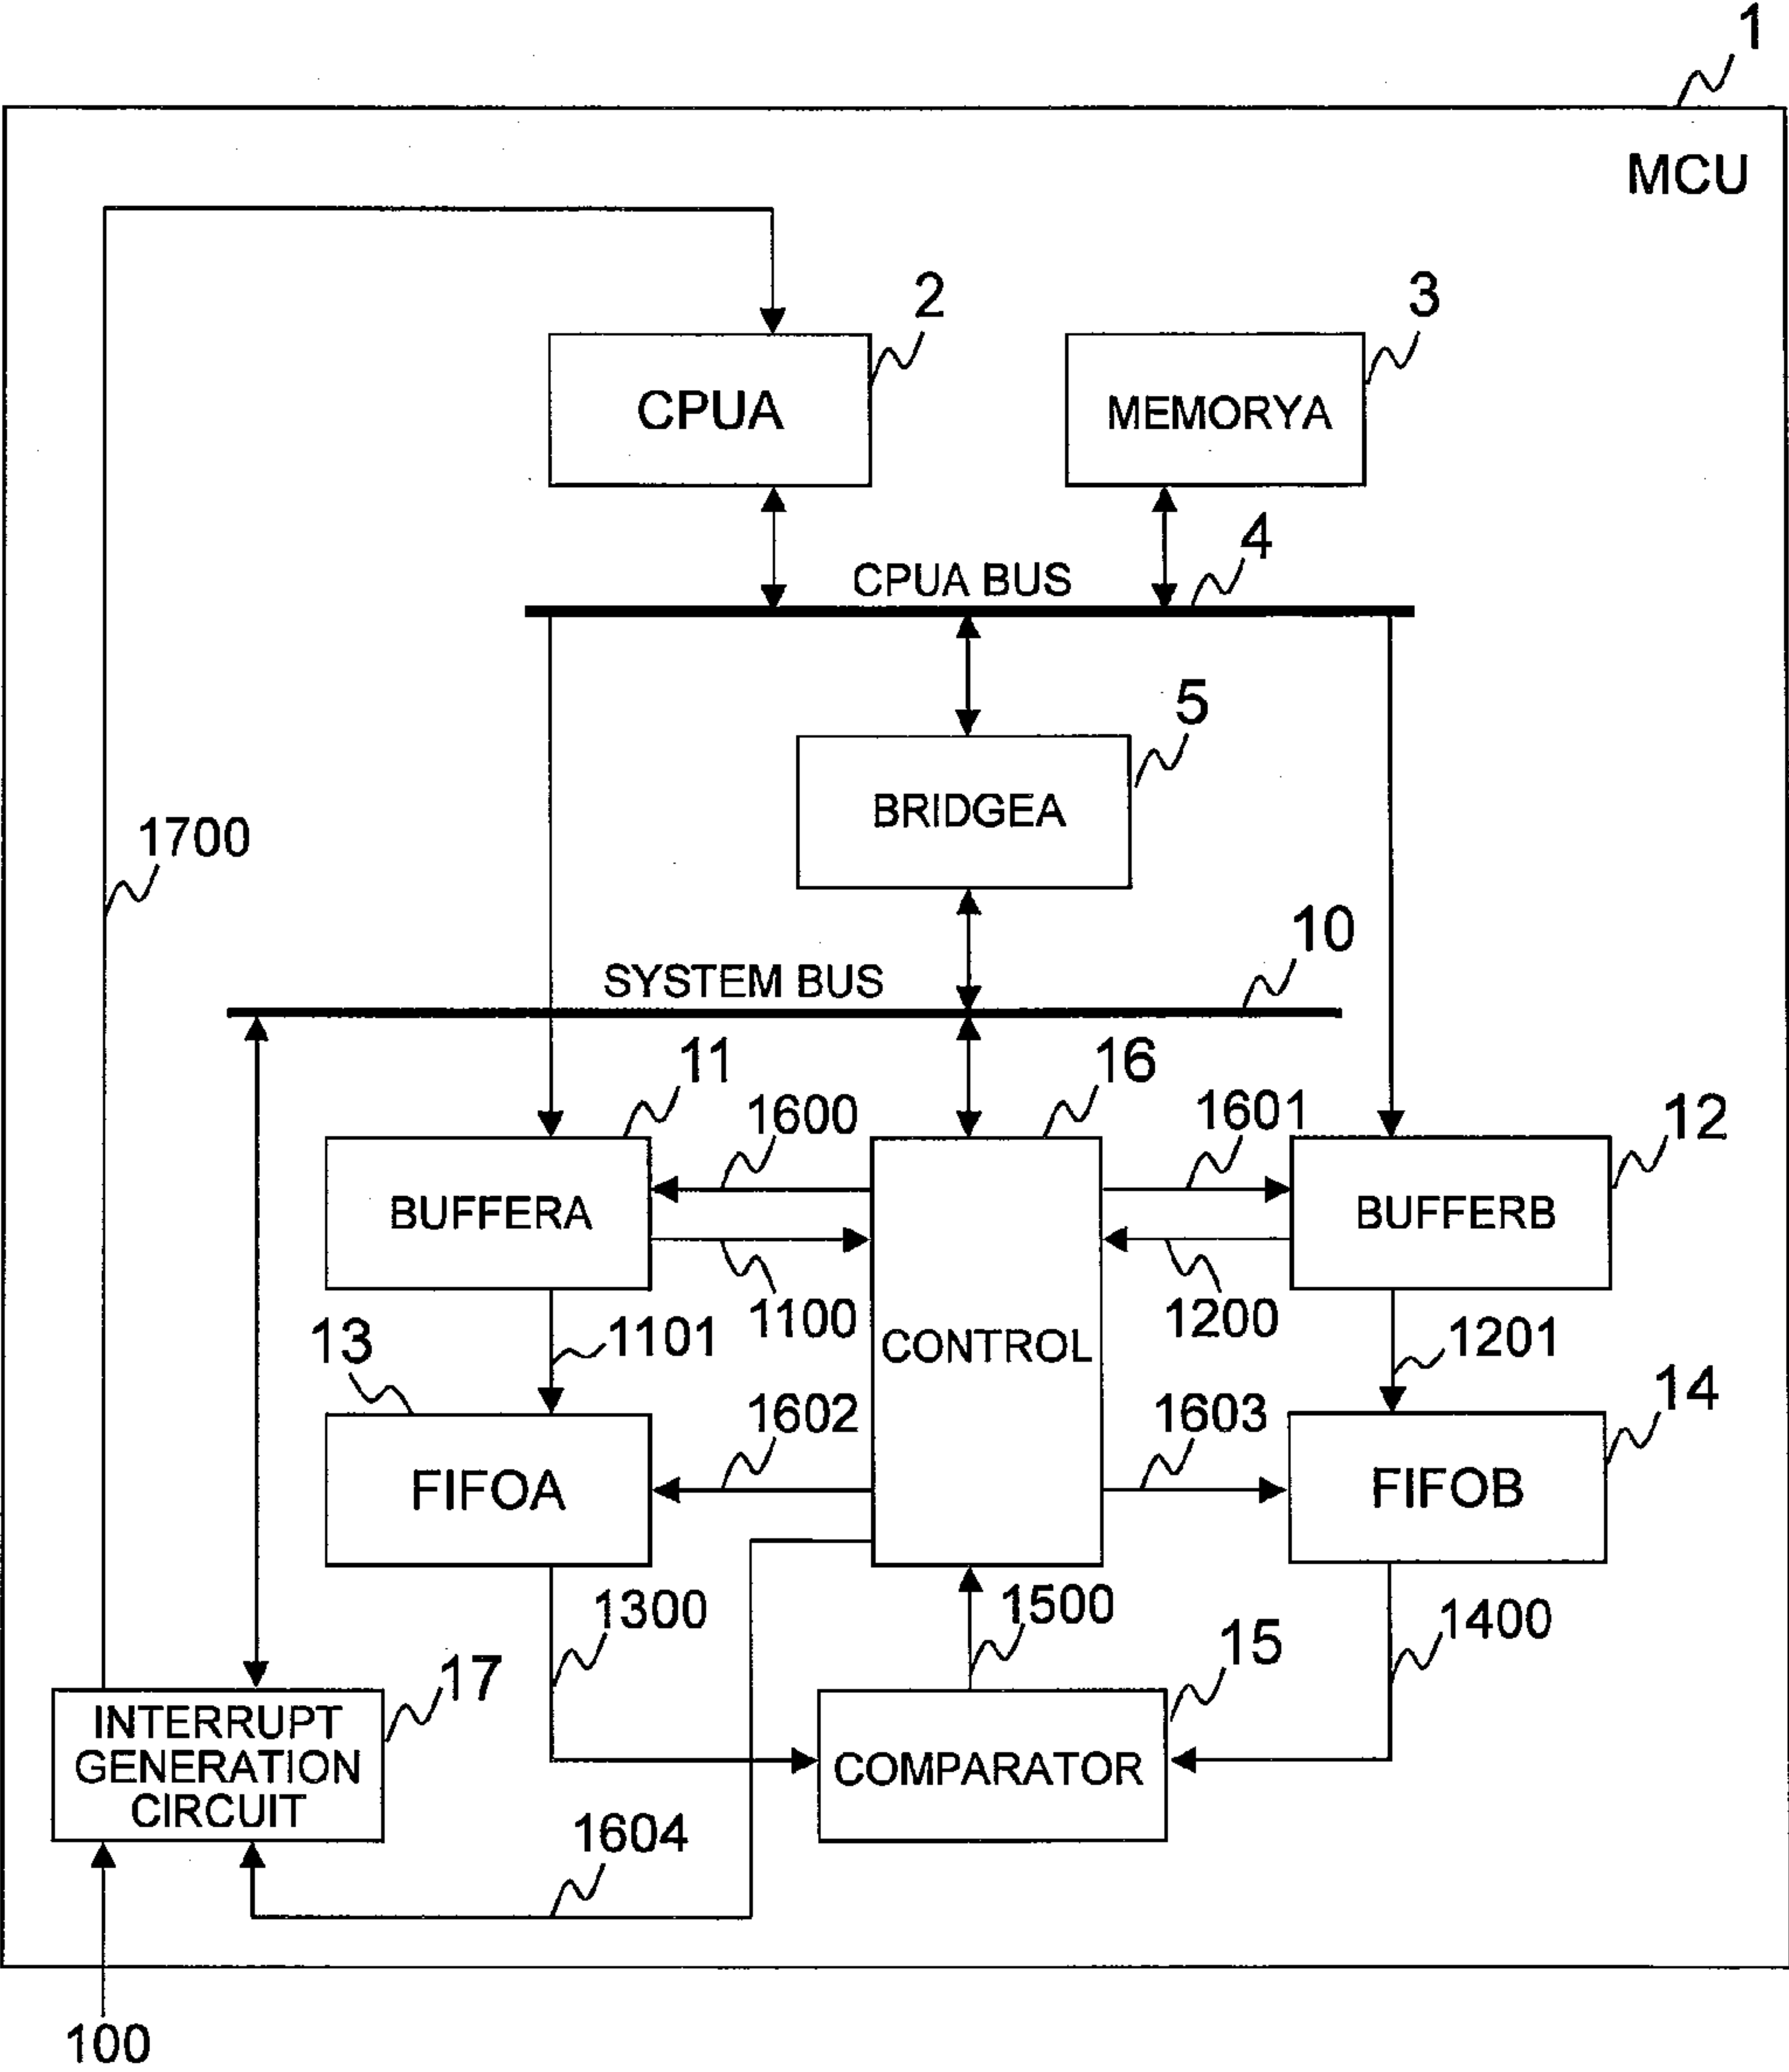 1
MCU
2
3
CPUA
MEMORYA
4
CPUA BUS
5
BRIDGEA
1700
10
SYSTEM BUS
11
16
1600
1601
12
BUFFERA
BUFFERB
1100
1200
CONTROL
13
1101
1201
14
1602
1603
FIFOA
FIFOB
1300
1500
1400
15
17
INTERRUPT
GENERATION
CIRCUIT
COMPARATOR
1604
100